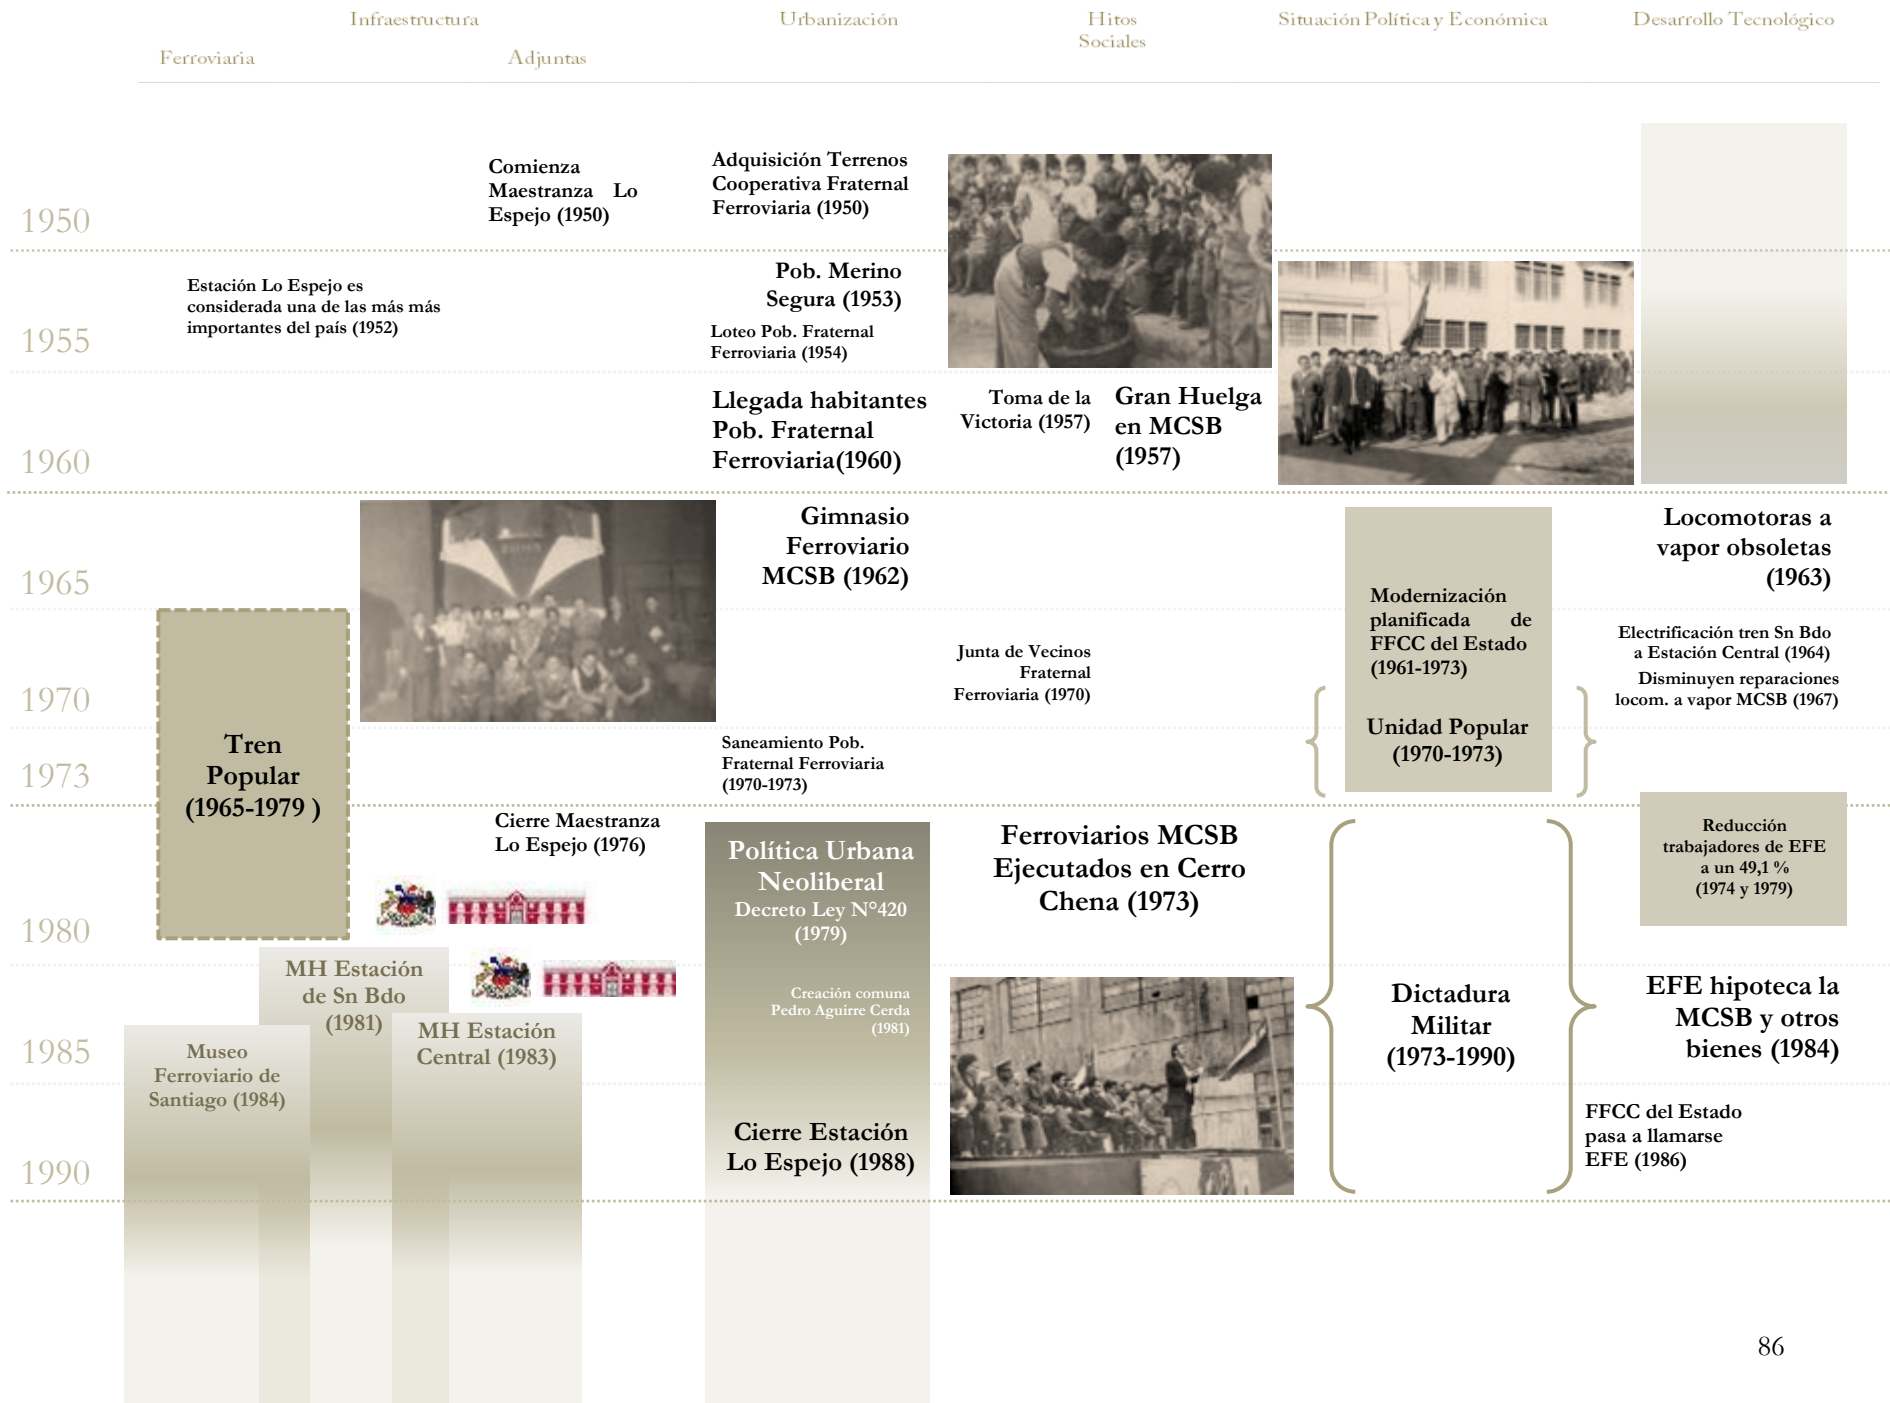 Infraestructura
Urbanización
Hitos
Sociales
Situación Política y Económica
Desarrollo Tecnológico
Ferroviaria
Adjuntas
1950
Comienza
Maestranza Lo
Espejo (1950)
Adquisición Terrenos
Cooperativa Fraternal
Ferroviaria (1950)
1955
Estación Lo Espejo es
considerada una de las más más
importantes del país (1952)
Pob. Merino
Segura (1953)
Loteo Pob. Fraternal
Ferroviaria (1954)
1960
Llegada habitantes
Pob. Fraternal
Ferroviaria(1960)
Toma de la
Victoria (1957)
Gran Huelga
en MCSB
(1957)
1965
Gimnasio
Ferroviario
MCSB (1962)
Modernización
planificada de
FFCC del Estado
(1961-1973)
Locomotoras a
vapor obsoletas
(1963)
1970
Junta de Vecinos
Fraternal
Ferroviaria (1970)
Electrificación tren Sn Bdo
a Estación Central (1964)
Disminuyen reparaciones
locom. a vapor MCSB (1967)
1973
Tren
Popular
(1965-1979 )
Saneamiento Pob.
Fraternal Ferroviaria
(1970-1973)
Unidad Popular
(1970-1973)
1980
Cierre Maestranza
Lo Espejo (1976)
Política Urbana
Neoliberal
Decreto Ley N°420
(1979)
Ferroviarios MCSB
Ejecutados en Cerro
Chena (1973)
Reducción
trabajadores de EFE
a un 49,1 %
(1974 y 1979)
1985
MH Estación
de Sn Bdo
(1981)
MH Estación
Central (1983)
Museo
Ferroviario de
Santiago (1984)
Creación comuna
Pedro Aguirre Cerda
(1981)
Dictadura
Militar
(1973-1990)
EFE hipoteca la
MCSB y otros
bienes (1984)
1990
Cierre Estación
Lo Espejo (1988)
FFCC del Estado
pasa a llamarse
EFE (1986)
86